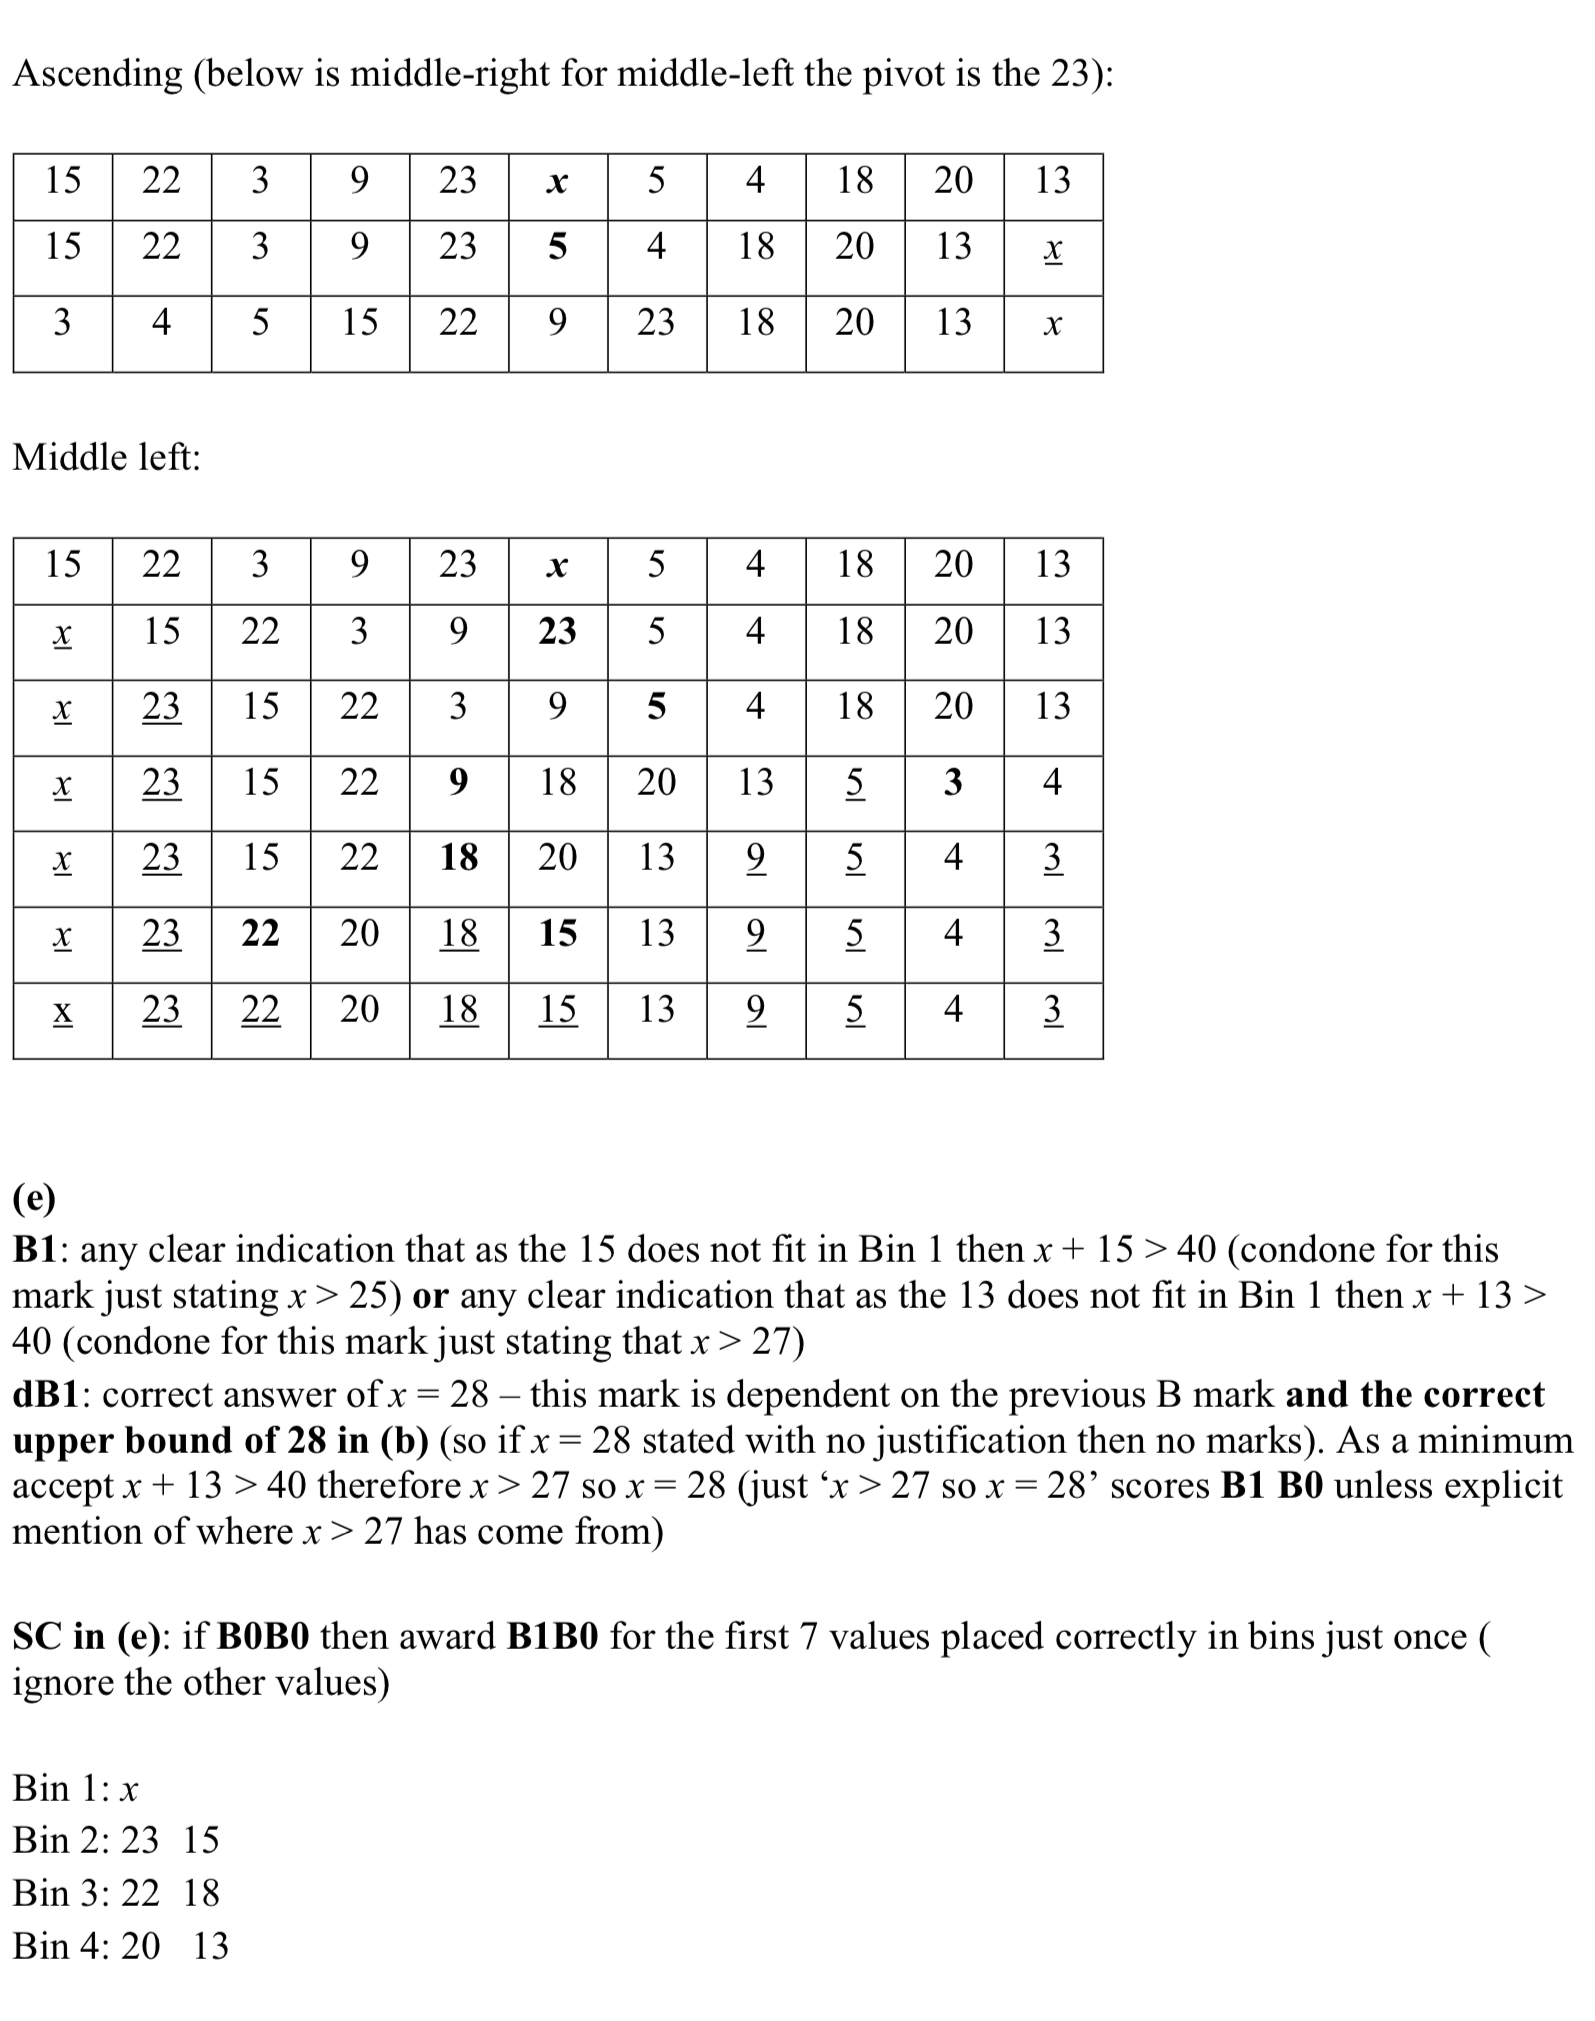 Ascending (below is middle-right for middle-left the pivot is the 23):
15 22 3 9 23 x 5 4 18 20 13
15 22 3 9 23 5 4 18 20 13 x
3 4 5 15 22 9 23 18 20 13 x
Middle left:
15 22 3 9 23 x 5 4 18 20 13
x 15 22 3 9 23 5 4 18 20 13
x 23 15 22 3 9 5 4 18 20 13
x 23 15 22 9 18 20 13 5 3 4
x 23 15 22 18 20 13 9 5 4 3
x 23 22 20 18 15 13 9 5 4 3
x 23 22 20 18 15 13 9 5 4 3
(e)
B1: any clear indication that as the 15 does not fit in Bin 1 then x + 15 > 40 (condone for this
mark just stating x > 25) or any clear indication that as the 13 does not fit in Bin 1 then x + 13 >
40 (condone for this mark just stating that x > 27)
dB1: correct answer of x = 28 – this mark is dependent on the previous B mark and the correct
upper bound of 28 in (b) (so if x = 28 stated with no justification then no marks). As a minimum
accept x + 13 > 40 therefore x > 27 so x = 28 (just ‘x > 27 so x = 28’ scores B1 B0 unless explicit
mention of where x > 27 has come from)
SC in (e): if B0B0 then award B1B0 for the first 7 values placed correctly in bins just once (
ignore the other values)
Bin 1: x
Bin 2: 23 15
Bin 3: 22 18
Bin 4: 20 13